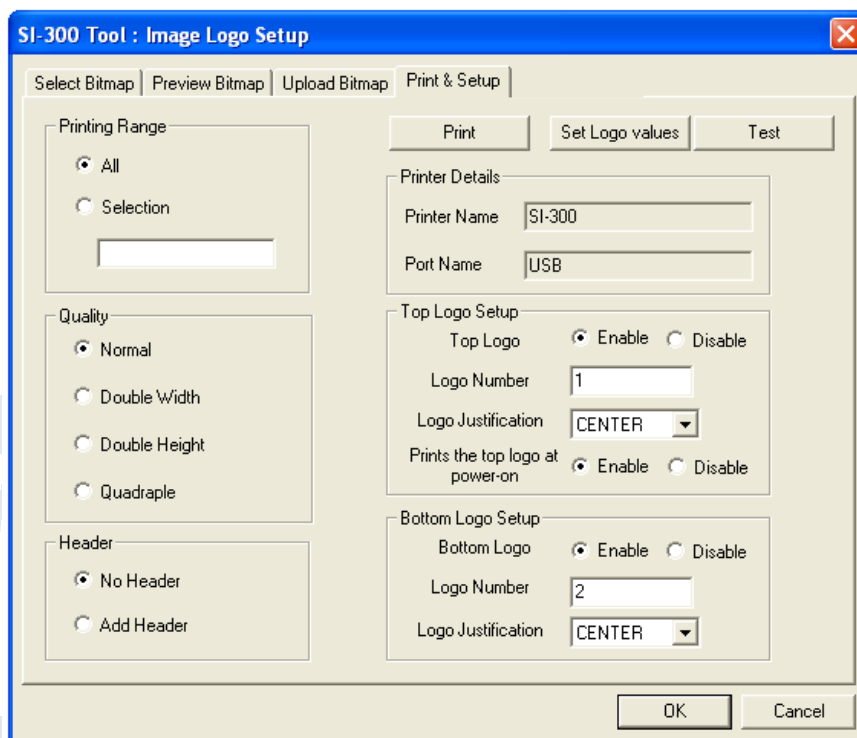 SI-300 Tool : Image Logo Setup
Select Bitmap
Preview Bitmap
Upload Bitmap
Print & Setup
Printing Range
All
Selection
Quality
Normal
Double Width
Double Height
Quadraple
Header
No Header
Add Header
Print
Set Logo values
Test
Printer Details
Printer Name SI-300
Port Name USB
Top Logo Setup
Top Logo Enable Disable
Logo Number 1
Logo Justification CENTER
Prints the top logo at
power-on Enable Disable
Bottom Logo Setup
Bottom Logo Enable Disable
Logo Number 2
Logo Justification CENTER
OK
Cancel